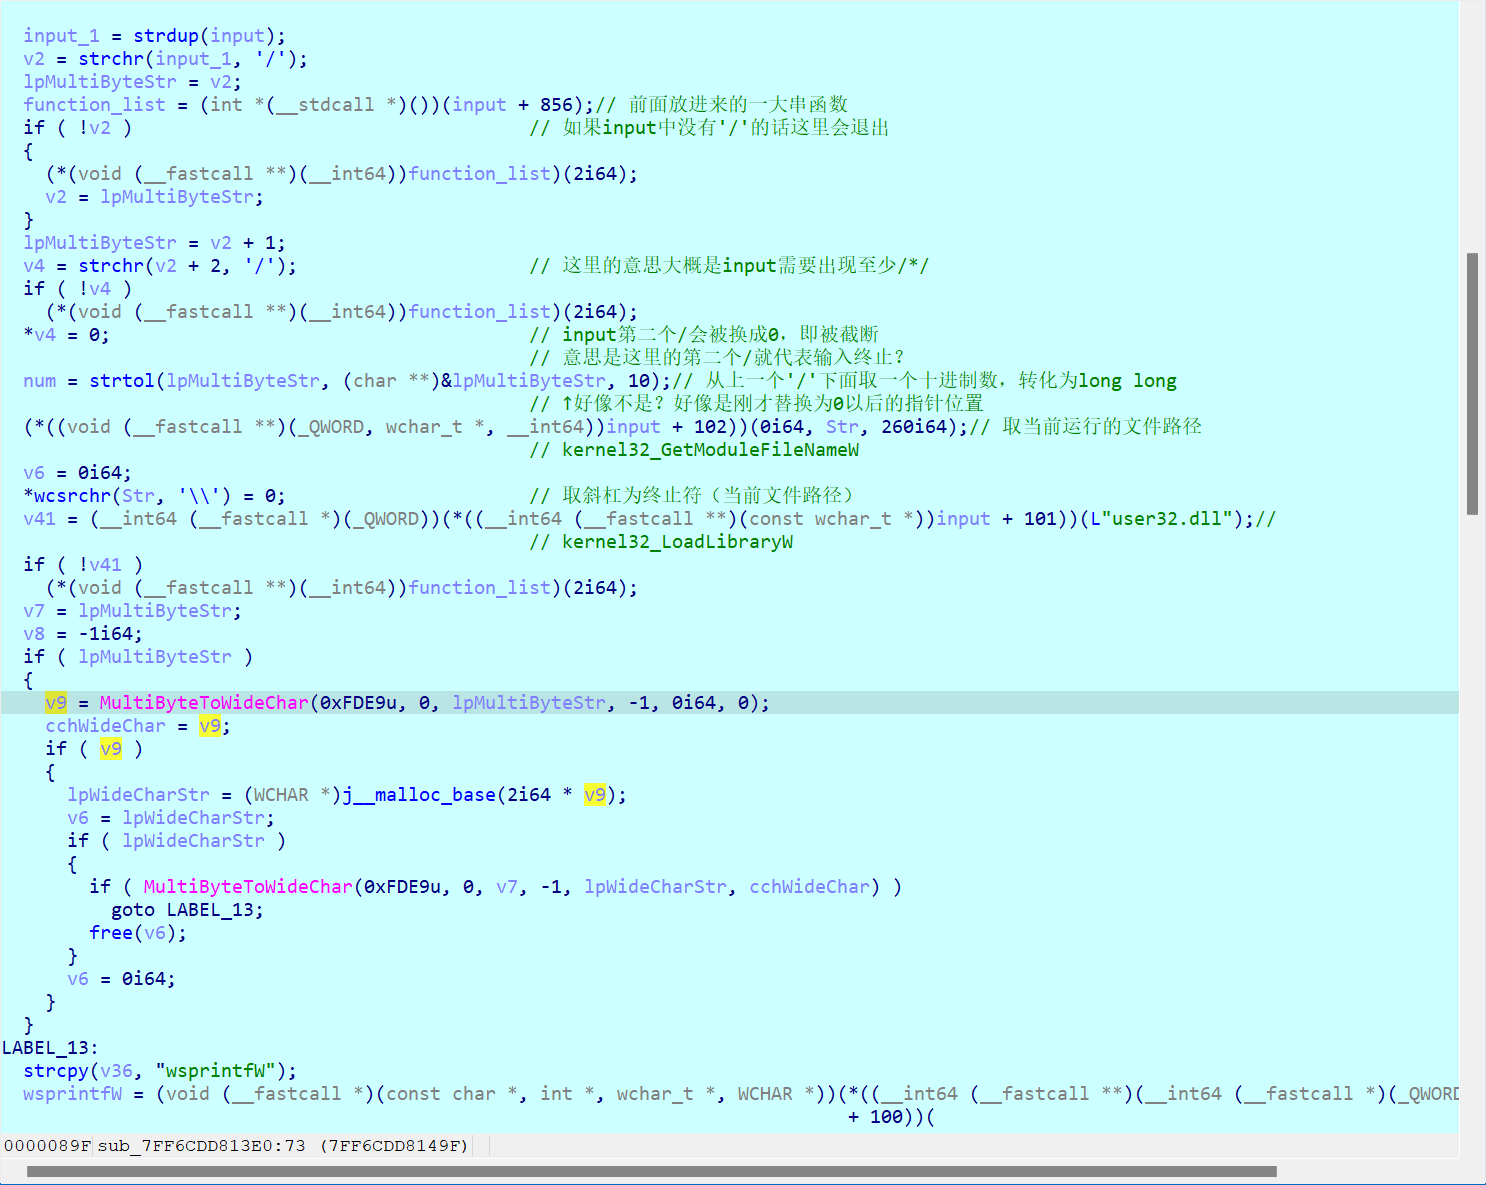 input_1 = strdup(input);
v2 = strchr(input_1, '/');
lpMultiByteStr = v2;
function_list = (int *(__stdcall *)())(input + 856);// 前面放进来的一大串函数
if ( !v2 ) // 如果input中没有'/'的话这里会退出
{
(*(void (__fastcall **)(__int64))function_list)(2i64);
v2 = lpMultiByteStr;
}
lpMultiByteStr = v2 + 1;
v4 = strchr(v2 + 2, '/'); // 这里的意思大概是input需要出现至少/*/
if ( !v4 )
(*(void (__fastcall **)(__int64))function_list)(2i64);
*v4 = 0; // input第二个/会被换成0，即被截断
// 意思是这里的第二个/就代表输入终止？
num = strtol(lpMultiByteStr, (char **)&lpMultiByteStr, 10);// 从上一个'/'下面取一个十进制数，转化为long long
// ↑好像不是？好像是刚才替换为0以后的指针位置
(*((void (__fastcall **)(_QWORD, wchar_t *, __int64))input + 102))(0i64, Str, 260i64);// 取当前运行的文件路径
// kernel32_GetModuleFileNameW
v6 = 0i64;
*wcsrchr(Str, '\\') = 0; // 取斜杠为终止符（当前文件路径）
v41 = (__int64 (__fastcall *)(_QWORD))(*((__int64 (__fastcall **)(const wchar_t *))input + 101))(L"user32.dll");//
// kernel32_LoadLibraryW
if ( !v41 )
(*(void (__fastcall **)(__int64))function_list)(2i64);
v7 = lpMultiByteStr;
v8 = -1i64;
if ( lpMultiByteStr )
{
v9 = MultiByteToWideChar(0xFDE9u, 0, lpMultiByteStr, -1, 0i64, 0);
cchWideChar = v9;
if ( v9 )
{
lpWideCharStr = (WCHAR *)j__malloc_base(2i64 * v9);
v6 = lpWideCharStr;
if ( lpWideCharStr )
{
if ( MultiByteToWideChar(0xFDE9u, 0, v7, -1, lpWideCharStr, cchWideChar) )
goto LABEL_13;
free(v6);
}
v6 = 0i64;
}
}
LABEL_13:
strcpy(v36, "wsprintfW");
wsprintfW = (void (__fastcall *)(const char *, int *, wchar_t *, WCHAR *))(*((__int64 (__fastcall **)(__int64 (__fastcall *)(_QWORD
+ 100))(
0000089F sub_7FF6CDD813E0:73 (7FF6CDD8149F)